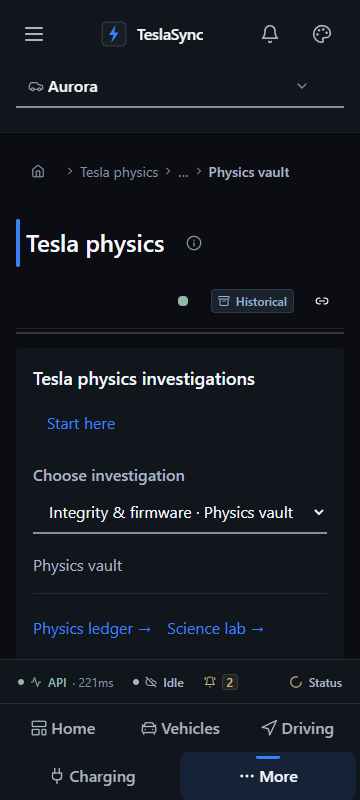 TeslaSync
Aurora
Tesla physics > ... > Physics vault
Tesla physics
Historical
Tesla physics investigations
Start here
Choose investigation
Integrity & firmware · Physics vault
Physics vault
Physics ledger → Science lab →
API · 221ms Idle 2 Status
Home Vehicles Driving
Charging ··· More